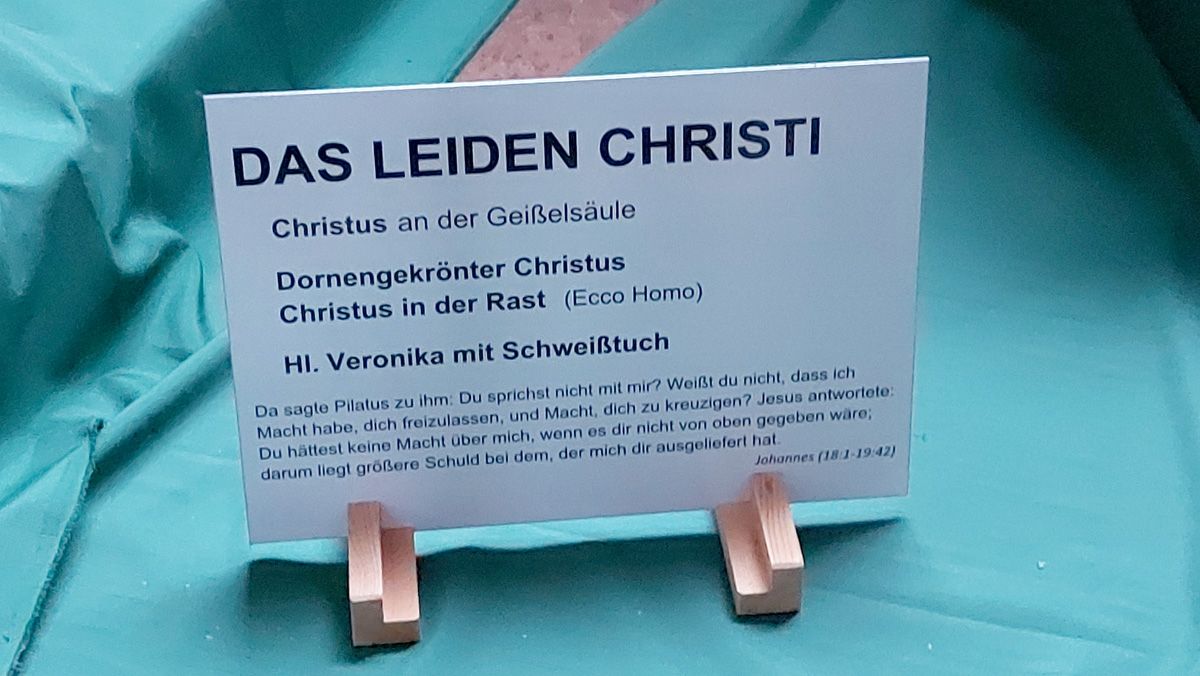 DAS LEIDEN CHRISTI
Christus an der Geißelsäule
Dornengekrönter Christus
Christus in der Rast (Ecco Homo)
Hl. Veronika mit Schweißtuch
Da sagte Pilatus zu ihm: Du sprichst nicht mit mir? Weißt du nicht, dass ich
Macht habe, dich freizulassen, und Macht, dich zu kreuzigen? Jesus antwortete:
Du hättest keine Macht über mich, wenn es dir nicht von oben gegeben wäre;
darum liegt größere Schuld bei dem, der mich dir ausgeliefert hat.
Johannes (18:1-19:42)